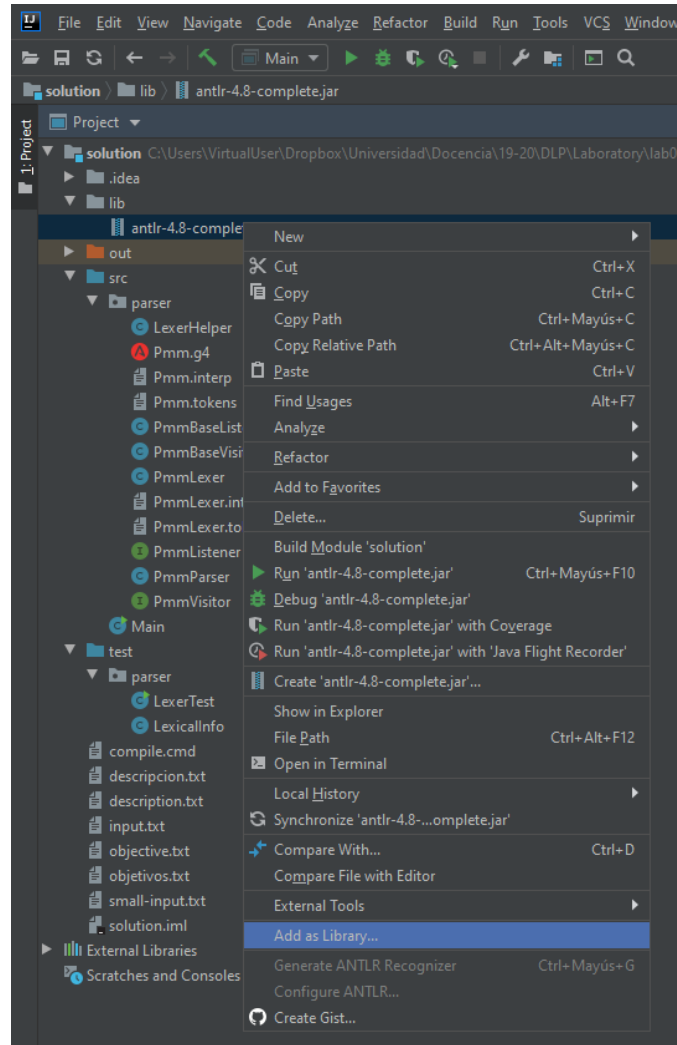 File Edit View Navigate Code Analyze Refactor Build Run Tools VCS Window
Main
solution lib antlr-4.8-complete.jar
1: Project
Project
solution C:\Users\VirtualUser\Dropbox\Universidad\Docencia\19-20\DLP\Laboratory\lab0
.idea
lib
antlr-4.8-comple
New
out
Cut Ctrl+X
src
Copy Ctrl+C
parser
Copy Path Ctrl+Mayús+C
LexerHelper
Copy Relative Path Ctrl+Alt+Mayús+C
Pmm.g4
Paste Ctrl+V
Pmm.interp
Pmm.tokens
Find Usages Alt+F7
PmmBaseList
Analyze
PmmBaseVisi
Refactor
PmmLexer
Add to Favorites
PmmLexer.int
Delete... Suprimir
PmmLexer.to
PmmListener
Build Module 'solution'
PmmParser
Run 'antlr-4.8-complete.jar' Ctrl+Mayús+F10
PmmVisitor
Debug 'antlr-4.8-complete.jar'
Main
Run 'antlr-4.8-complete.jar' with Coverage
test
Run 'antlr-4.8-complete.jar' with 'Java Flight Recorder'
parser
Create 'antlr-4.8-complete.jar'...
LexerTest
Show in Explorer
LexicalInfo
File Path Ctrl+Alt+F12
compile.cmd
Open in Terminal
descripcion.txt
Local History
description.txt
Synchronize 'antlr-4.8-...omplete.jar'
input.txt
Compare With... Ctrl+D
objective.txt
Compare File with Editor
objetivos.txt
small-input.txt
External Tools
solution.iml
Add as Library...
External Libraries
Generate ANTLR Recognizer Ctrl+Mayús+G
Scratches and Consoles
Configure ANTLR...
Create Gist...